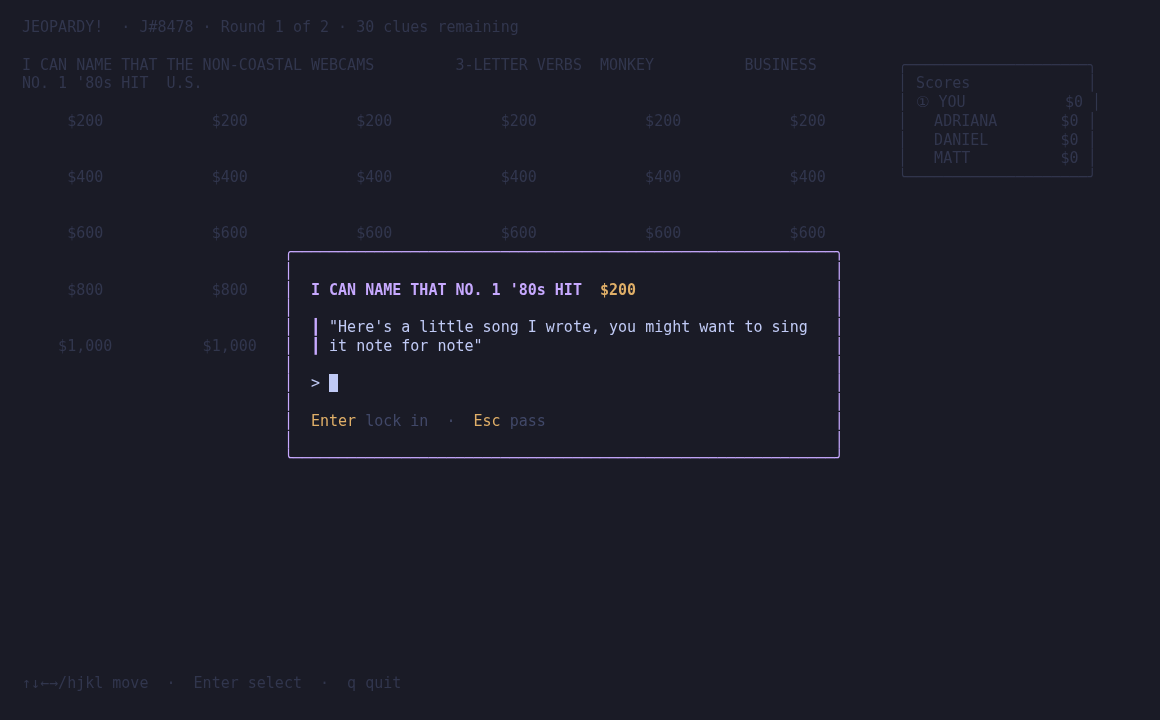 JEOPARDY!  · J#8478 · Round 1 of 2 · 30 clues remaining
I CAN NAME THAT THE NON-COASTAL WEBCAMS 3-LETTER VERBS MONKEY BUSINESS
NO. 1 '80s HIT U.S.
Scores
① YOU $0
ADRIANA $0
DANIEL $0
MATT $0
$200 $200 $200 $200 $200 $200
$400 $400 $400 $400 $400 $400
$600 $600 $600 $600 $600 $600
$800 $800
$1,000 $1,000
I CAN NAME THAT NO. 1 '80s HIT $200
"Here's a little song I wrote, you might want to sing
it note for note"
>
Enter lock in · Esc pass
↑↓←→/hjkl move · Enter select · q quit